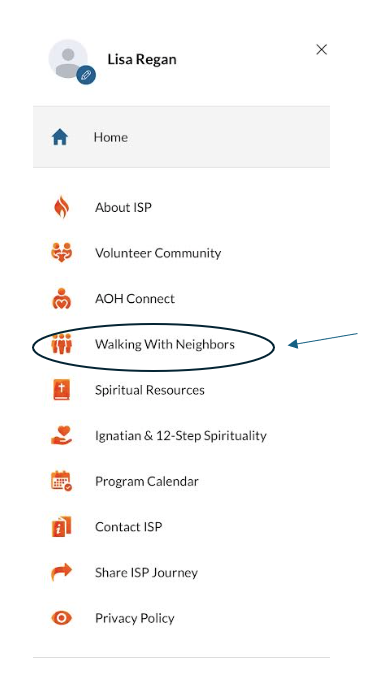 Lisa Regan
Home
About ISP
Volunteer Community
AOH Connect
Walking With Neighbors
Spiritual Resources
Ignatian & 12-Step Spirituality
Program Calendar
Contact ISP
Share ISP Journey
Privacy Policy